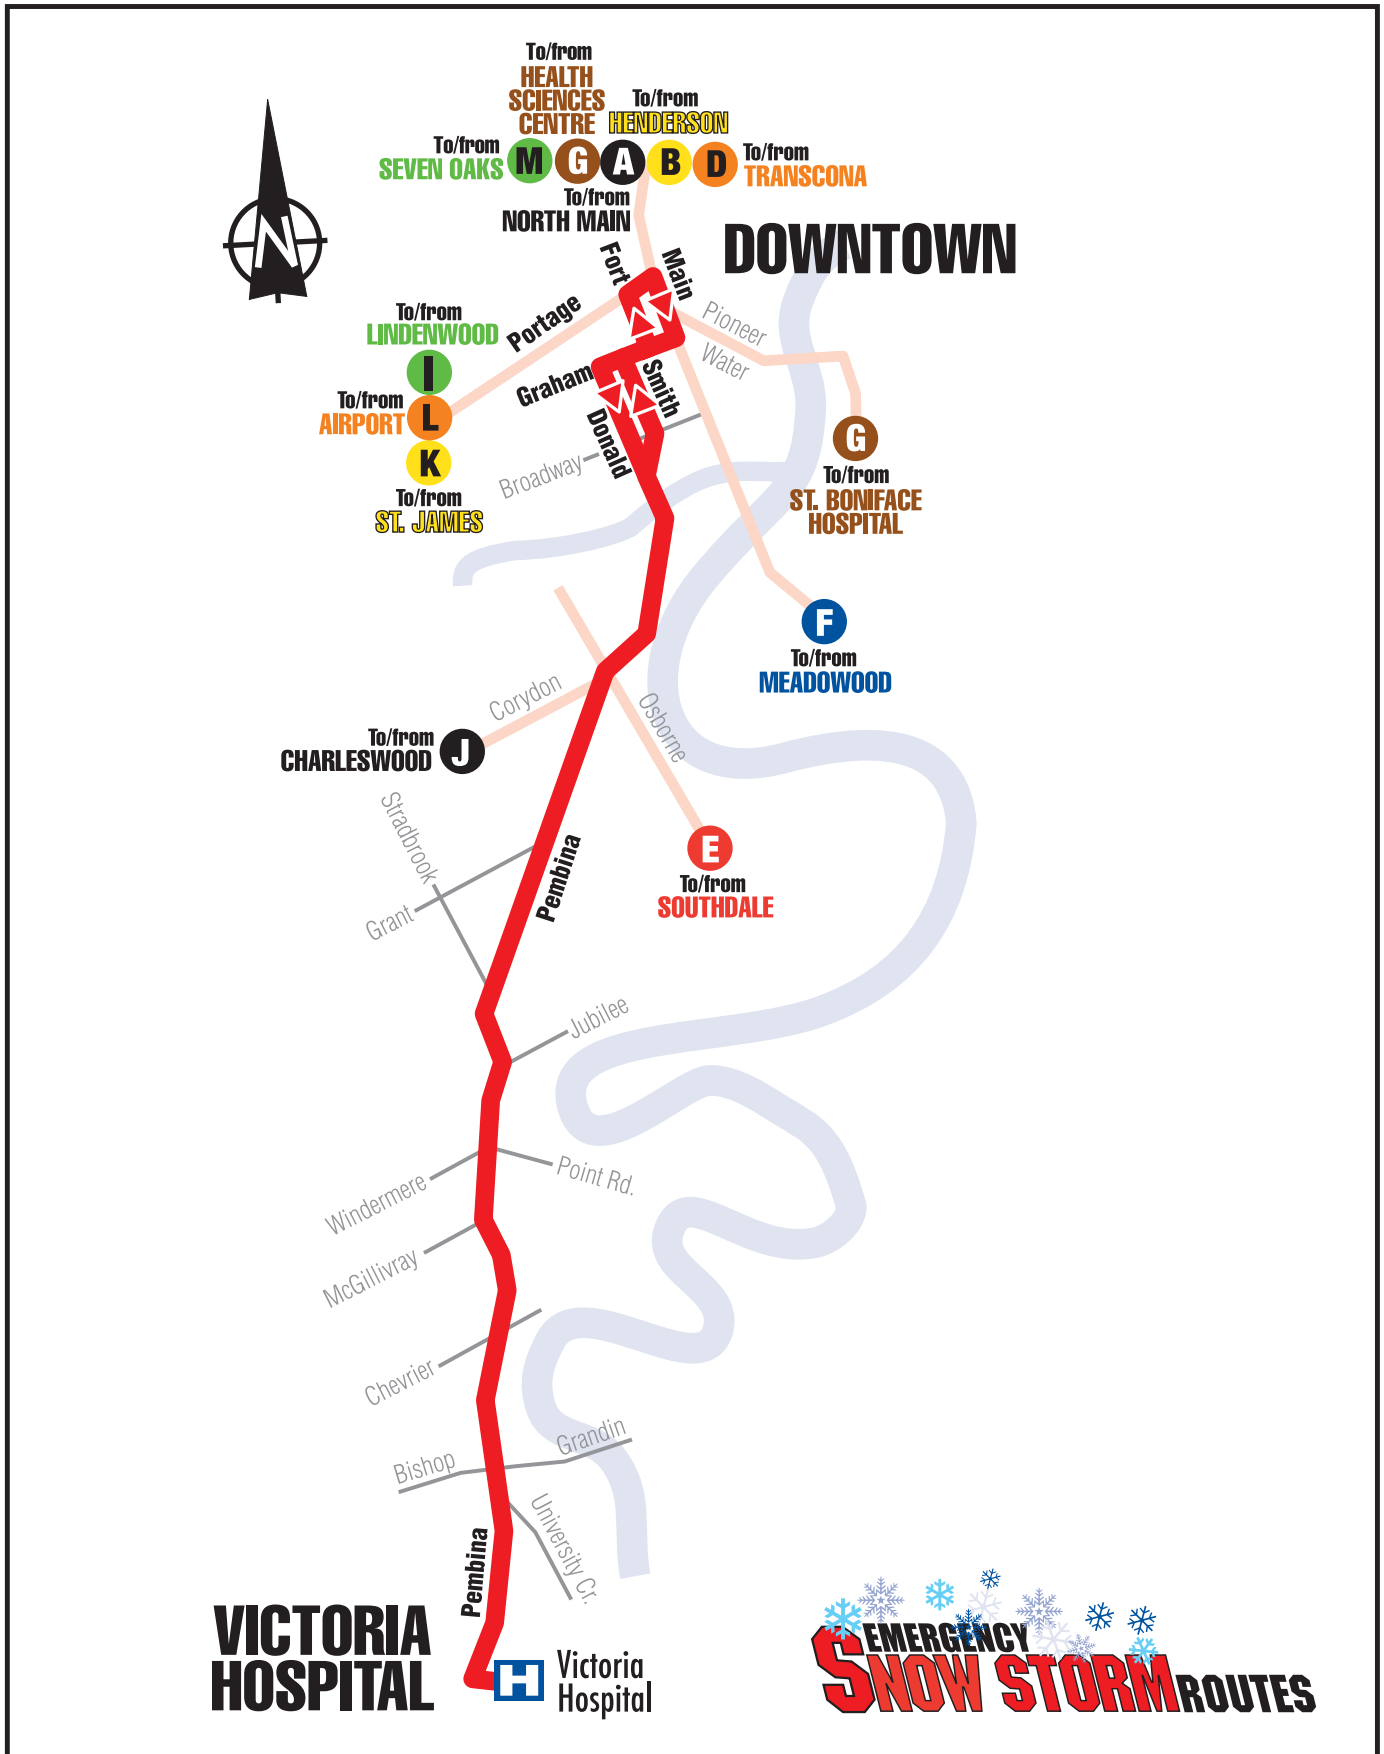 To/from
HEALTH
SCIENCES
CENTRE
To/from
HENDERSON
To/from
SEVEN OAKS
M
G
A
B
D
To/from
TRANSCONA
To/from
NORTH MAIN
DOWNTOWN
N
Fort
Main
To/from
LINDENWOOD
Portage
Pioneer
Water
I
Graham
Smith
To/from
AIRPORT
L
Donald
K
Broadway
G
To/from
ST. JAMES
To/from
ST. BONIFACE
HOSPITAL
F
To/from
MEADOWOOD
Corydon
Osborne
To/from
CHARLESWOOD
J
Stradbrook
Pembina
E
To/from
SOUTHDALE
Grant
Jubilee
Windermere
Point Rd.
McGillivray
Chevrier
Bishop
Grandin
University Cr.
Pembina
VICTORIA
HOSPITAL
H
Victoria
Hospital
EMERGENCY
SNOW STORM ROUTES